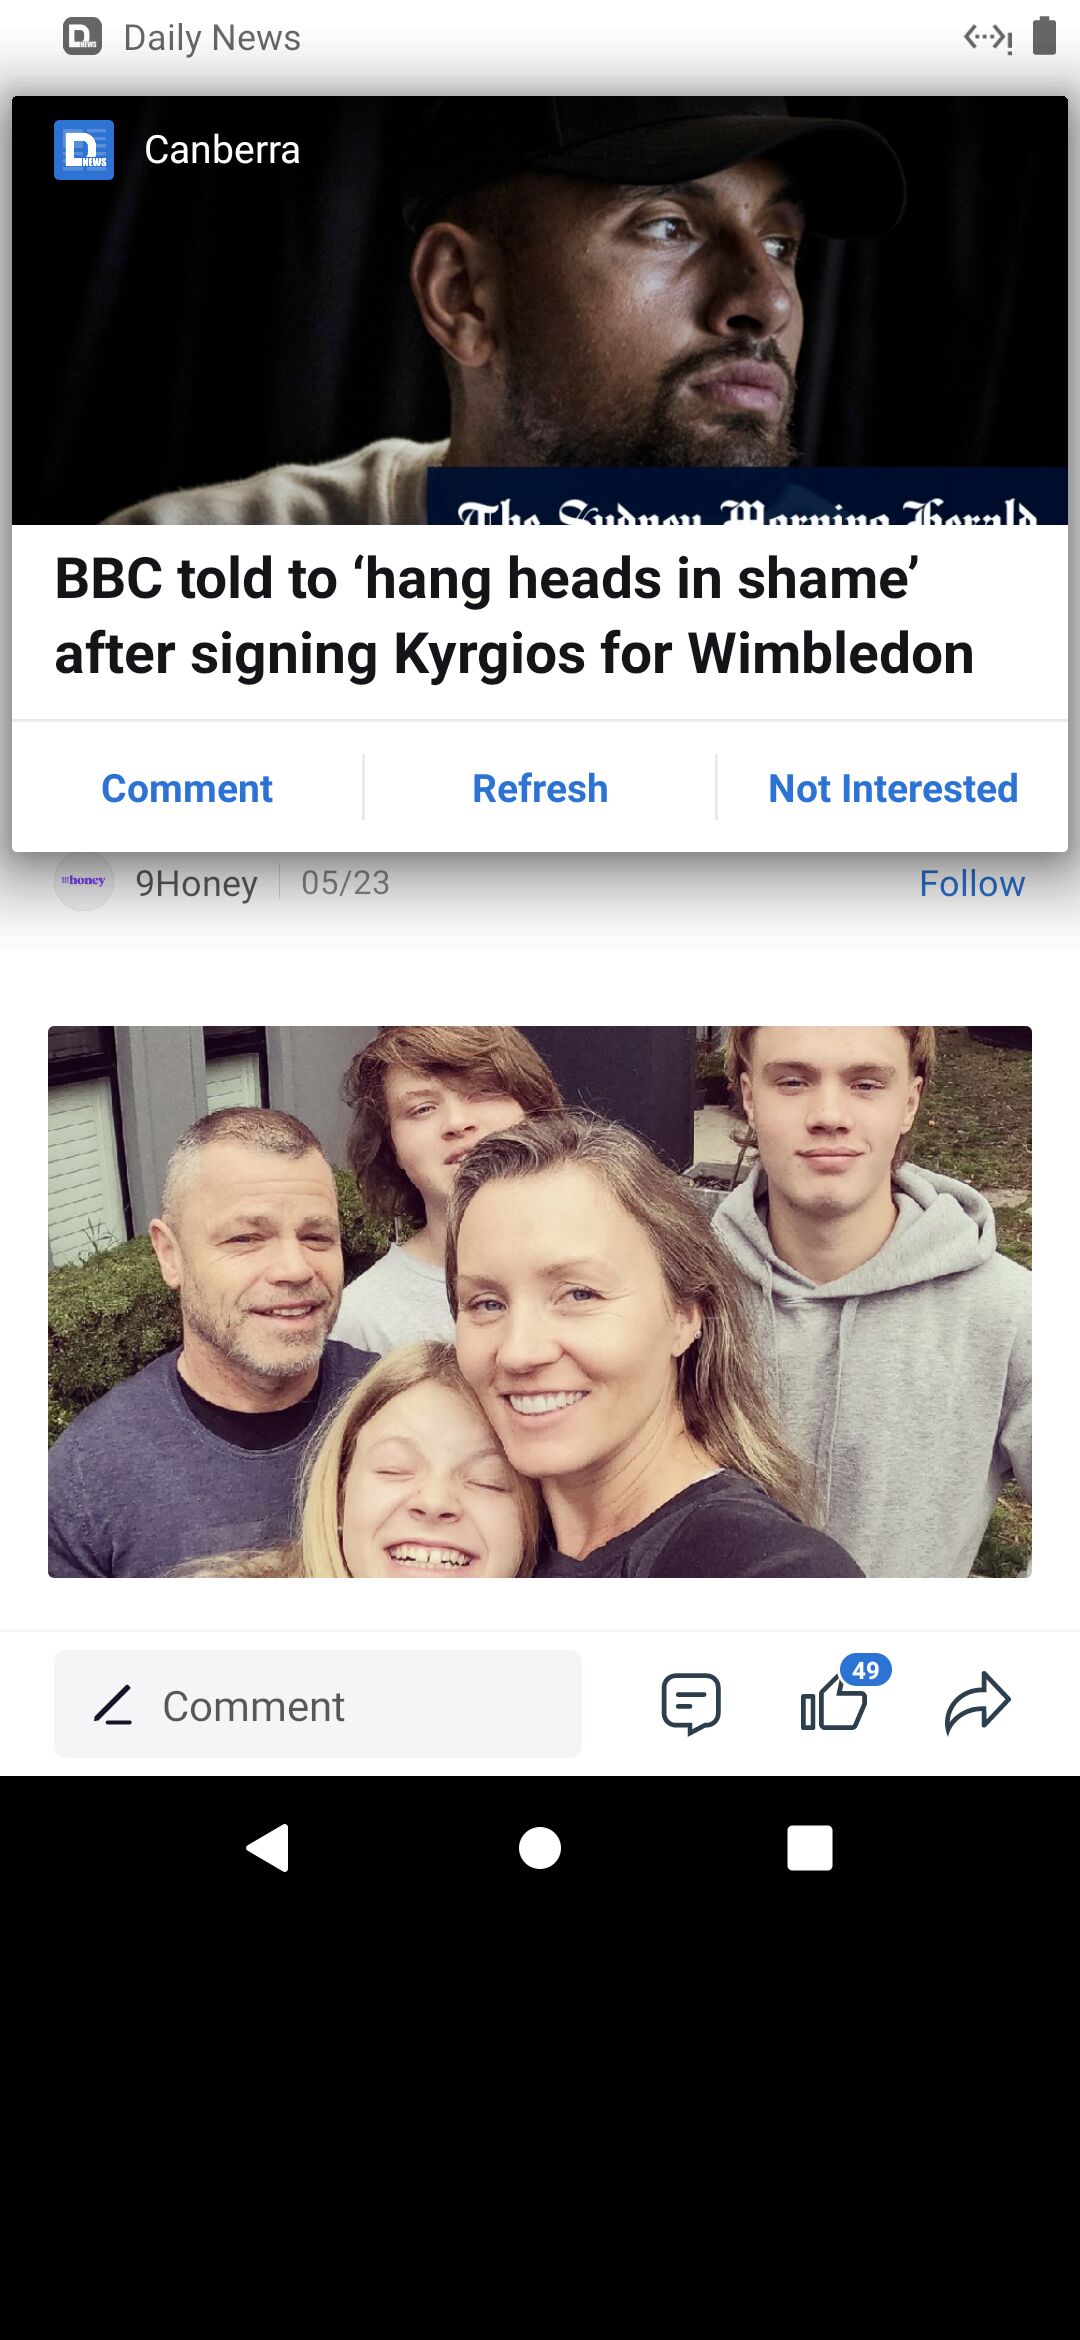 Daily News
Canberra
The Sydney Morning Herald
BBC told to ‘hang heads in shame’
after signing Kyrgios for Wimbledon
Comment
Refresh
Not Interested
honey
9Honey
05/23
Follow
Comment
49